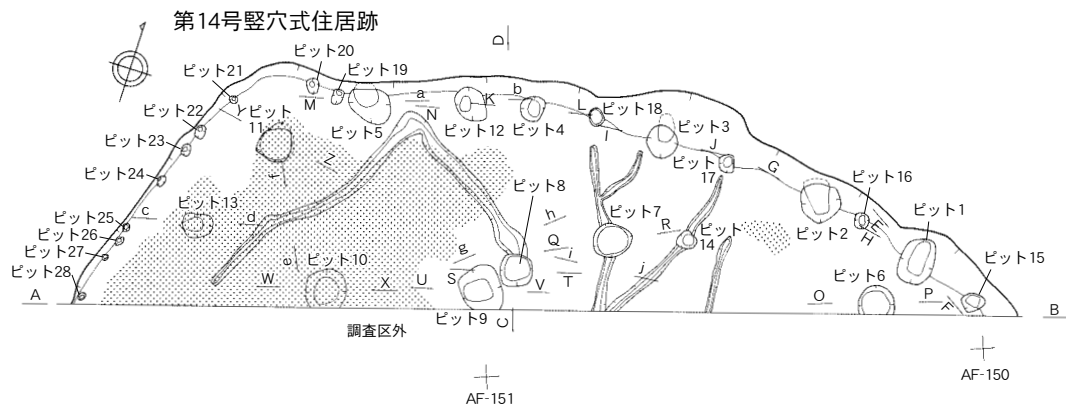 第14号竪穴式住居跡
D
ピット20
ピット19
ピット21
M
a
K
b
ピット22
Y
ピット11
ピット5
N
ピット12
ピット4
L
ピット18
I
ピット3
ピット23
Z
f
J
ピット17
G
ピット24
ピット8
ピット16
ピット25
c
ピット13
d
h
ピット7
R
ピット14
ピット2
E
H
ピット1
ピット26
ピット27
ピット28
e
ピット10
g
Q
i
j
ピット6
ピット15
A
W
X
U
S
V
T
O
P
F
B
ピット9
C
調査区外
AF-151
AF-150